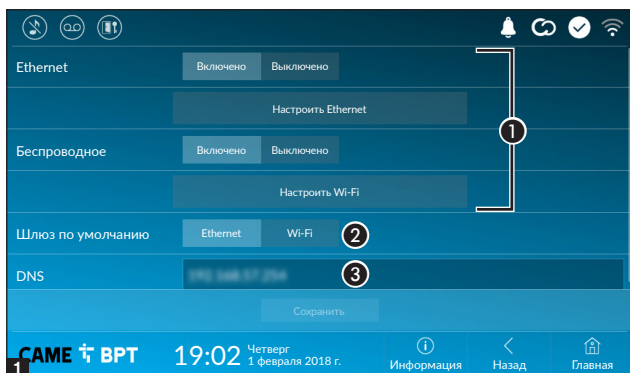 Ethernet Включено Выключено
Настроить Ethernet
1
Беспроводное Включено Выключено
Настроить Wi-Fi
Шлюз по умолчанию Ethernet Wi-Fi 2
DNS 3
Сохранить
1 CAME BPT 19:02 Четверг
1 февраля 2018 г.
Информация Назад Главная